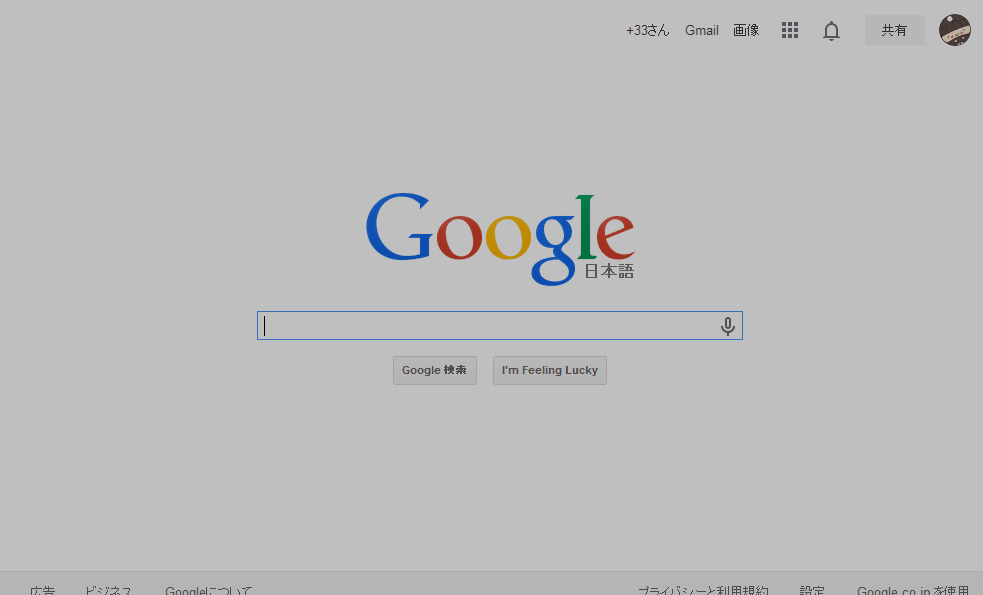 +33さん Gmail 画像 共有
Google
日本語
Google 検索 I'm Feeling Lucky
広告 ビジネス Googleについて プライバシーと利用規約 設定 Google.co.jp を使用